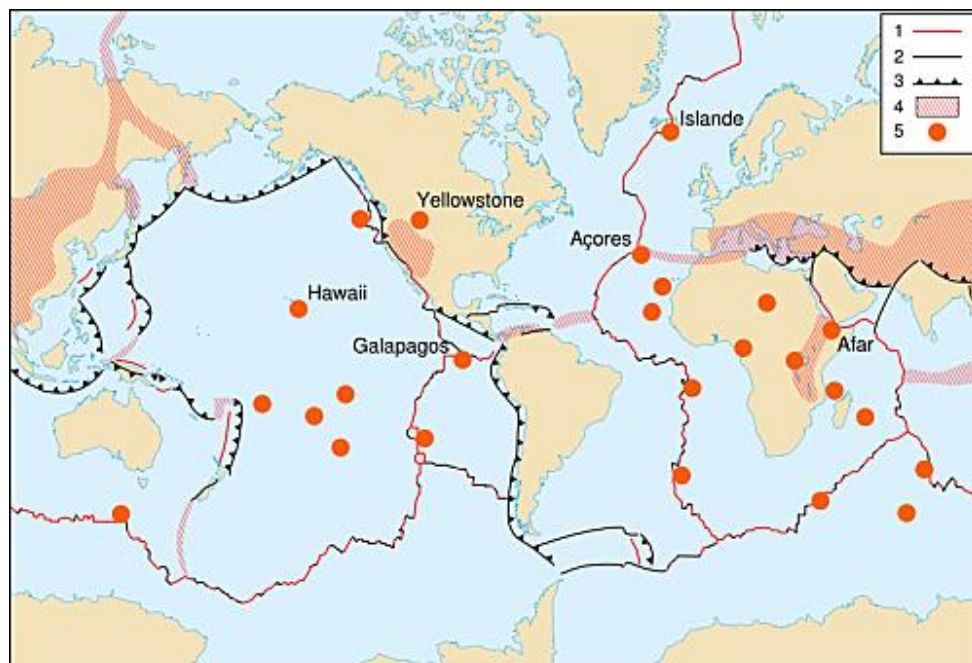 1
2
3
4
5
Islande
Yellowstone
Açores
Hawaii
Galapagos
Afar